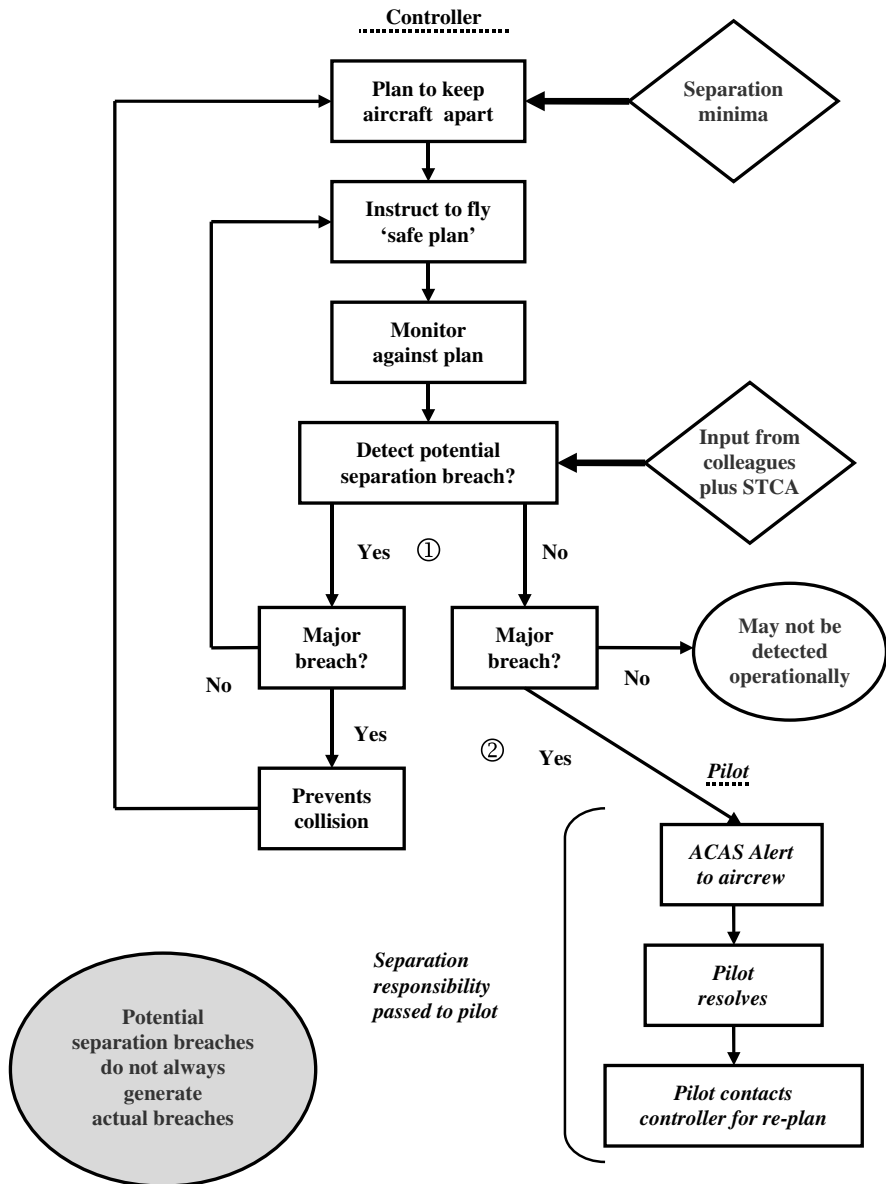 Controller
Plan to keep
aircraft apart
Separation
minima
Instruct to fly
‘safe plan’
Monitor
against plan
Detect potential
separation breach?
Input from
colleagues
plus STCA
Yes
①
No
Major
breach?
Major
breach?
May not be
detected
operationally
No
No
Yes
②
Yes
Pilot
Prevents
collision
ACAS Alert
to aircrew
Separation
responsibility
passed to pilot
Pilot
resolves
Potential
separation breaches
do not always
generate
actual breaches
Pilot contacts
controller for re-plan